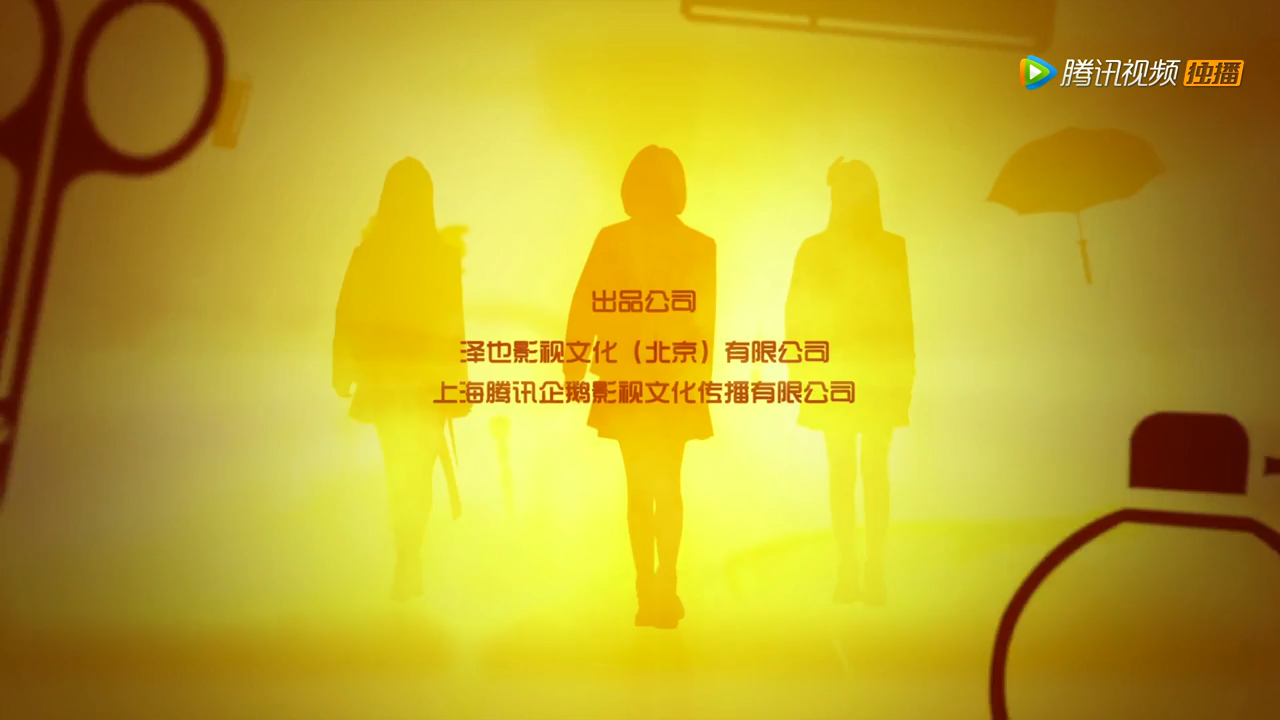 腾讯视频 独播
出品公司
泽也影视文化（北京）有限公司
上海腾讯企鹅影视文化传播有限公司